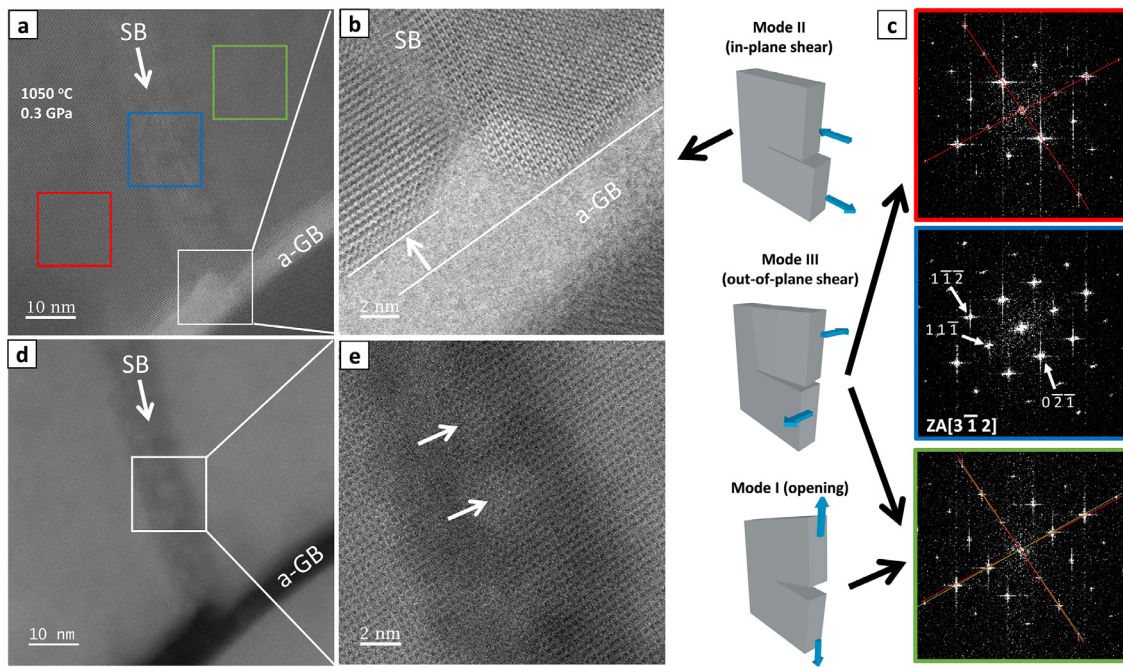 a
SB
1050 °C
0.3 GPa
a-GB
10 nm
b
SB
a-GB
2 nm
Mode II
(in-plane shear)
Mode III
(out-of-plane shear)
Mode I (opening)
c
1 1̅ 2̅
1 1 1̅
0 2̅ 1̅
ZA[3 1̅ 2]
d
SB
a-GB
10 nm
e
2 nm